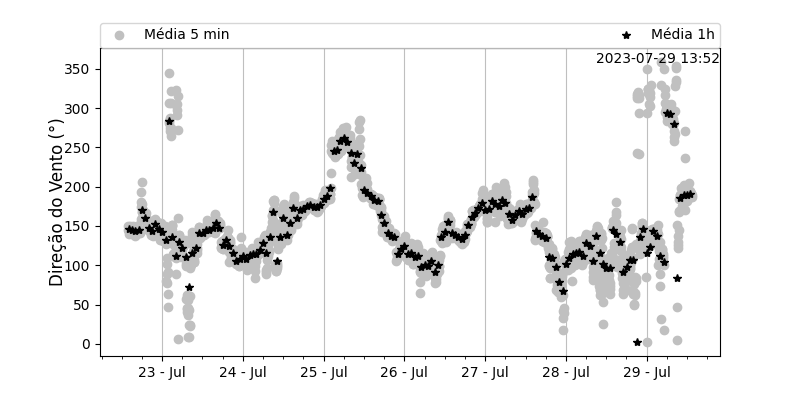 Média 5 min
Média 1h
2023-07-29 13:52
Direção do Vento (°)
350
300
250
200
150
100
50
0
23 - Jul
24 - Jul
25 - Jul
26 - Jul
27 - Jul
28 - Jul
29 - Jul